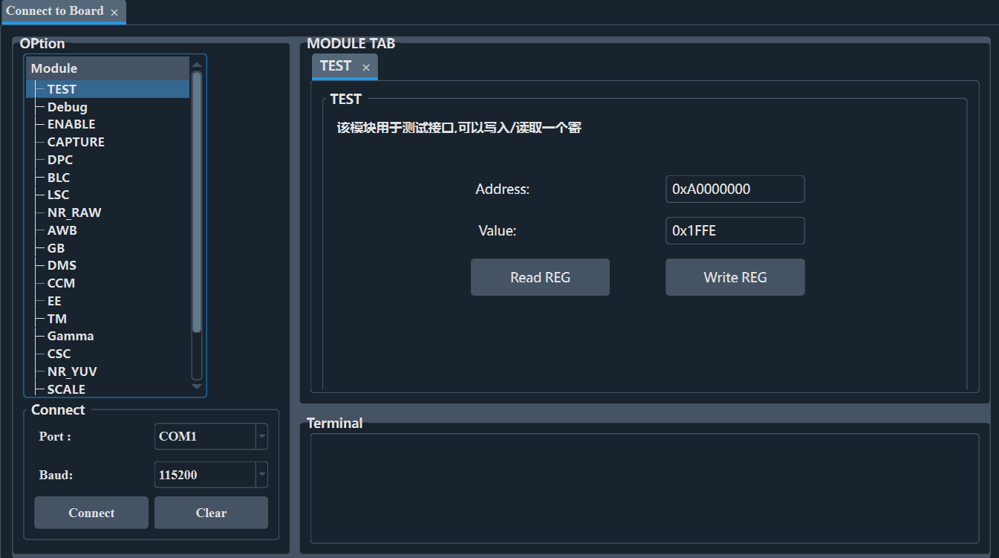 Connect to Board
OPtion
Module
TEST
Debug
ENABLE
CAPTURE
DPC
BLC
LSC
NR_RAW
AWB
GB
DMS
CCM
EE
TM
Gamma
CSC
NR_YUV
SCALE
Connect
Port :
COM1
Baud:
115200
Connect
Clear
MODULE TAB
TEST
TEST
该模块用于测试接口,可以写入/读取一个寄
Address:
0xA0000000
Value:
0x1FFE
Read REG
Write REG
Terminal